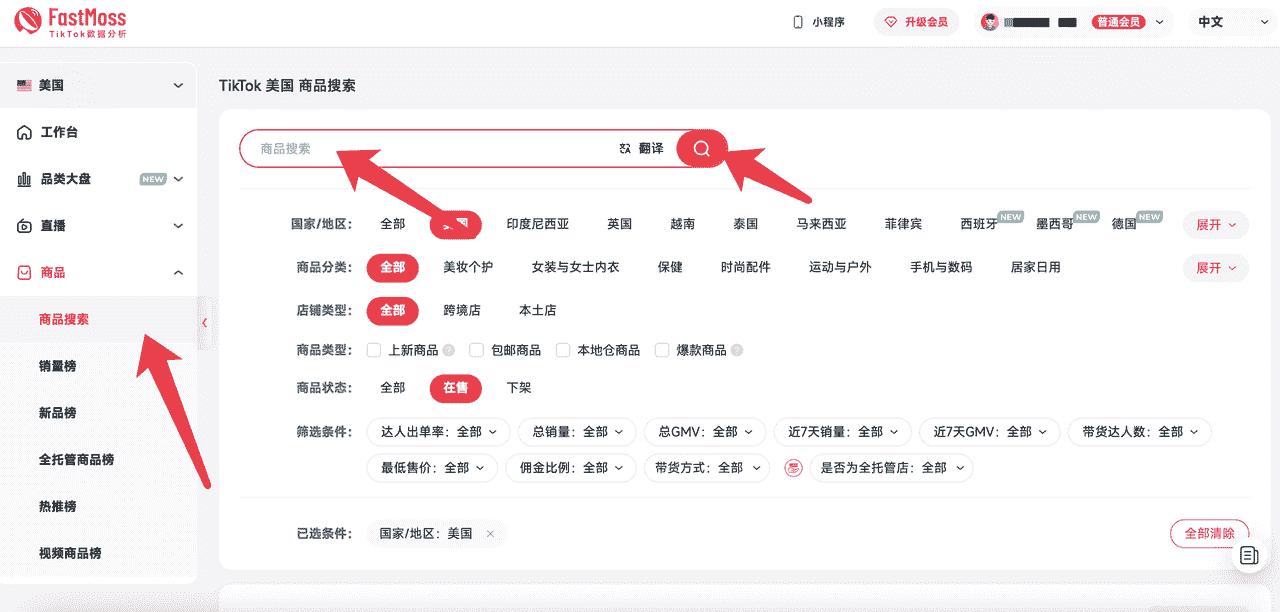 FastMoss
TikTok数据分析
小程序
升级会员
普通会员
中文
美国
工作台
品类大盘 NEW
直播
商品
商品搜索
销量榜
新品榜
全托管商品榜
热推榜
视频商品榜
TikTok 美国 商品搜索
商品搜索 翻译
国家/地区： 全部 印度尼西亚 英国 越南 泰国 马来西亚 菲律宾 西班牙 NEW 墨西哥 NEW 德国 NEW 展开
商品分类： 全部 美妆个护 女装与女士内衣 保健 时尚配件 运动与户外 手机与数码 居家日用 展开
店铺类型： 全部 跨境店 本土店
商品类型： 上新商品 ? 包邮商品 本地仓商品 爆款商品 ?
商品状态： 全部 在售 下架
筛选条件： 达人出单率：全部 总销量：全部 总GMV：全部 近7天销量：全部 近7天GMV：全部 带货达人数：全部
最低售价：全部 佣金比例：全部 带货方式：全部 是否为全托管店：全部
已选条件： 国家/地区：美国 × 全部清除